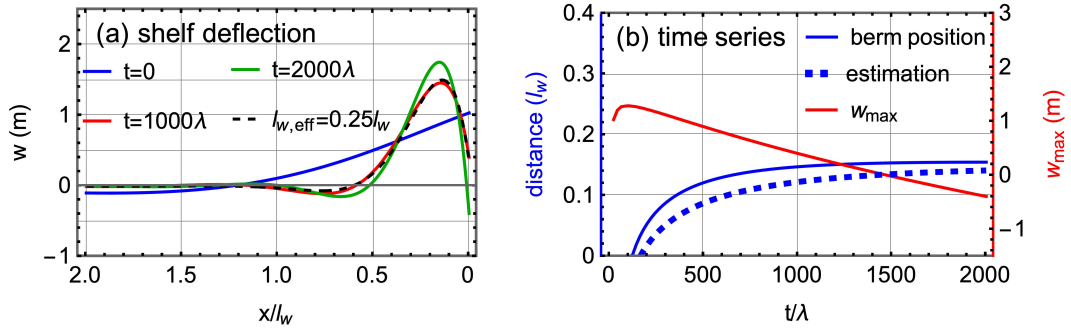 (a) shelf deflection
t=0
t=2000λ
t=1000λ
l_w,eff=0.25l_w
w (m)
2
1
0
−1
2.0
1.5
1.0
0.5
0
x/l_w
(b) time series
berm position
estimation
w_max
distance (l_w)
0.4
0.3
0.2
0.1
0
3
2
1
0
−1
w_max (m)
0
500
1000
1500
2000
t/λ